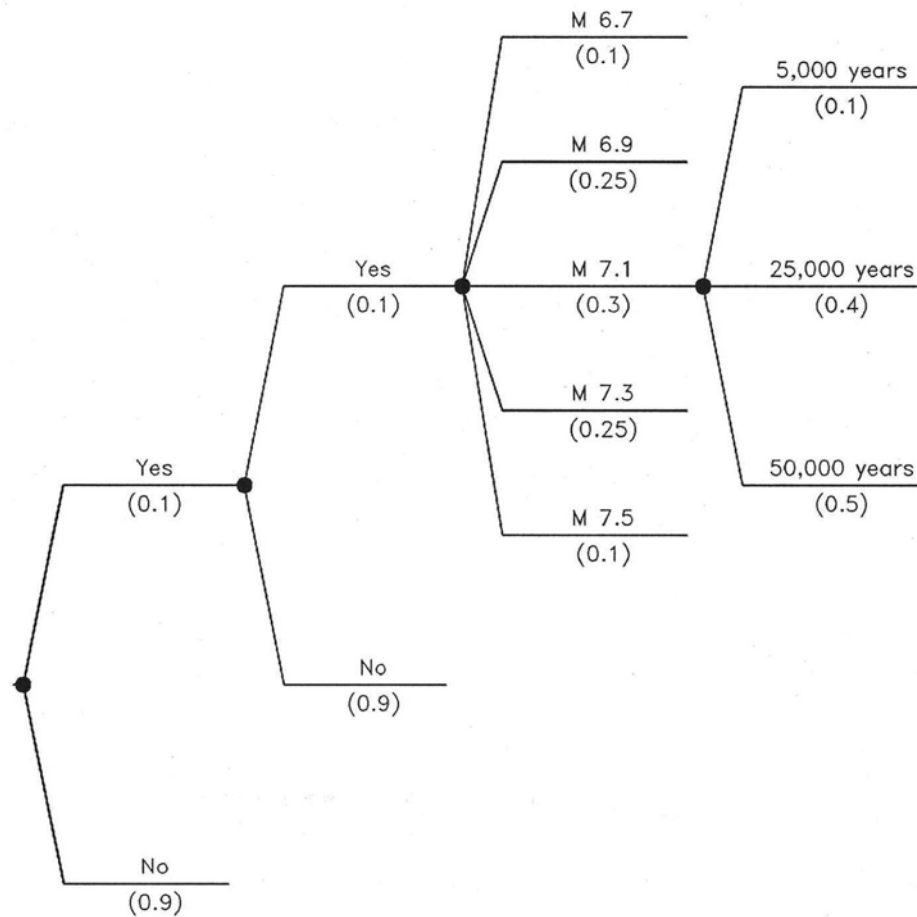 M 6.7
(0.1)
5,000 years
(0.1)
M 6.9
(0.25)
Yes
(0.1)
M 7.1
(0.3)
25,000 years
(0.4)
M 7.3
(0.25)
Yes
(0.1)
50,000 years
(0.5)
M 7.5
(0.1)
No
(0.9)
No
(0.9)